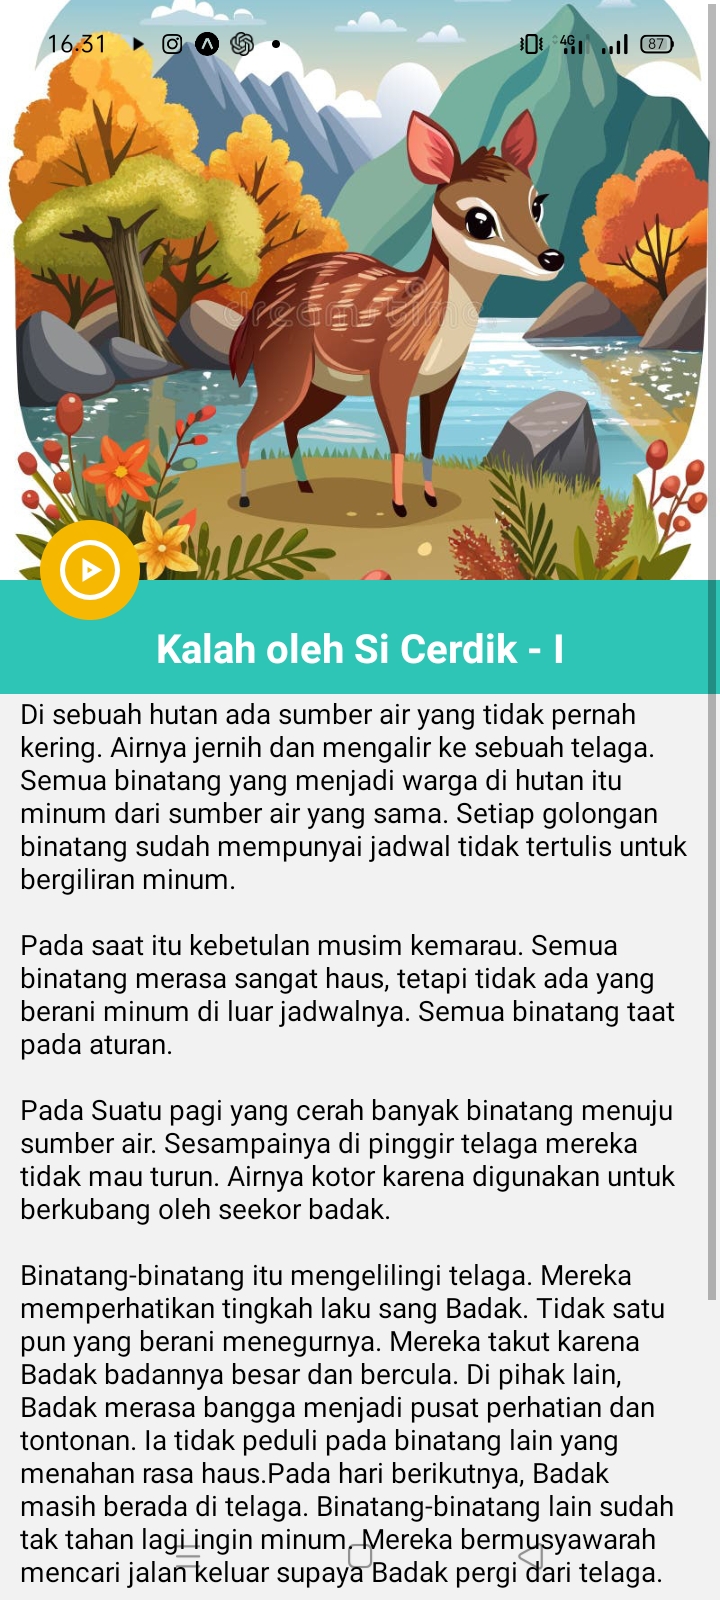 16.31
4G
87
dreamstime
Kalah oleh Si Cerdik - I
Di sebuah hutan ada sumber air yang tidak pernah
kering. Airnya jernih dan mengalir ke sebuah telaga.
Semua binatang yang menjadi warga di hutan itu
minum dari sumber air yang sama. Setiap golongan
binatang sudah mempunyai jadwal tidak tertulis untuk
bergiliran minum.
Pada saat itu kebetulan musim kemarau. Semua
binatang merasa sangat haus, tetapi tidak ada yang
berani minum di luar jadwalnya. Semua binatang taat
pada aturan.
Pada Suatu pagi yang cerah banyak binatang menuju
sumber air. Sesampainya di pinggir telaga mereka
tidak mau turun. Airnya kotor karena digunakan untuk
berkubang oleh seekor badak.
Binatang-binatang itu mengelilingi telaga. Mereka
memperhatikan tingkah laku sang Badak. Tidak satu
pun yang berani menegurnya. Mereka takut karena
Badak badannya besar dan bercula. Di pihak lain,
Badak merasa bangga menjadi pusat perhatian dan
tontonan. Ia tidak peduli pada binatang lain yang
menahan rasa haus.Pada hari berikutnya, Badak
masih berada di telaga. Binatang-binatang lain sudah
tak tahan lagi ingin minum. Mereka bermusyawarah
mencari jalan keluar supaya Badak pergi dari telaga.